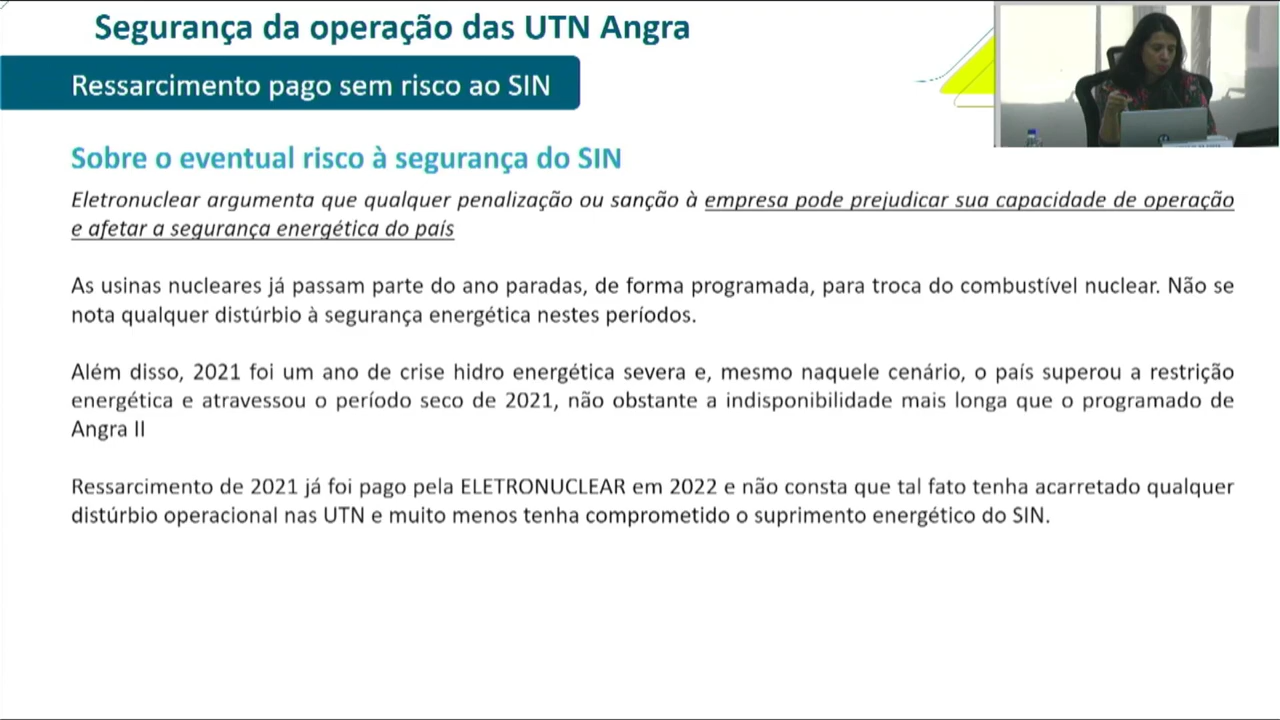 Segurança da operação das UTN Angra
Ressarcimento pago sem risco ao SIN
Sobre o eventual risco à segurança do SIN
Eletronuclear argumenta que qualquer penalização ou sanção à empresa pode prejudicar sua capacidade de operação
e afetar a segurança energética do país
As usinas nucleares já passam parte do ano paradas, de forma programada, para troca do combustível nuclear. Não se
nota qualquer distúrbio à segurança energética nestes períodos.
Além disso, 2021 foi um ano de crise hidro energética severa e, mesmo naquele cenário, o país superou a restrição
energética e atravessou o período seco de 2021, não obstante a indisponibilidade mais longa que o programado de
Angra II
Ressarcimento de 2021 já foi pago pela ELETRONUCLEAR em 2022 e não consta que tal fato tenha acarretado qualquer
distúrbio operacional nas UTN e muito menos tenha comprometido o suprimento energético do SIN.